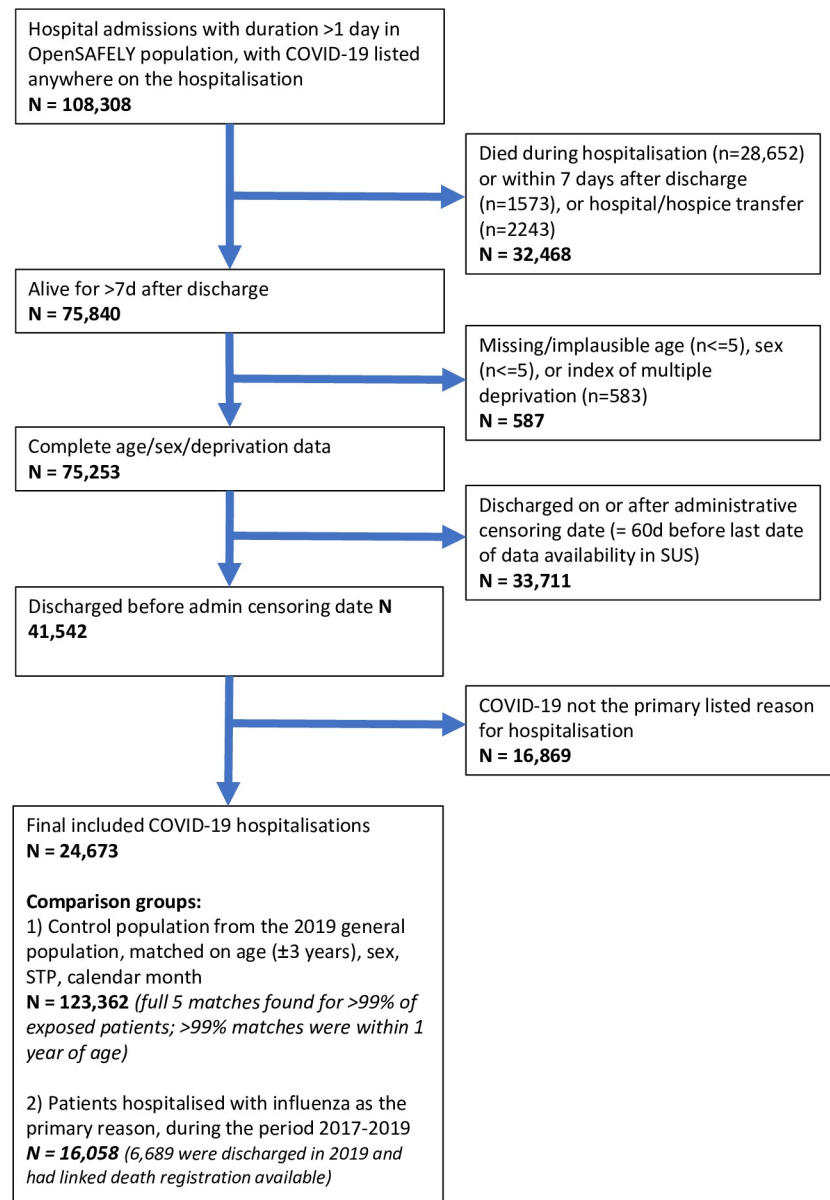 Hospital admissions with duration >1 day in
OpenSAFELY population, with COVID-19 listed
anywhere on the hospitalisation
N = 108,308
Died during hospitalisation (n=28,652)
or within 7 days after discharge
(n=1573), or hospital/hospice transfer
(n=2243)
N = 32,468
Alive for >7d after discharge
N = 75,840
Missing/implausible age (n<=5), sex
(n<=5), or index of multiple
deprivation (n=583)
N = 587
Complete age/sex/deprivation data
N = 75,253
Discharged on or after administrative
censoring date (= 60d before last date
of data availability in SUS)
N = 33,711
Discharged before admin censoring date N
41,542
COVID-19 not the primary listed reason
for hospitalisation
N = 16,869
Final included COVID-19 hospitalisations
N = 24,673
Comparison groups:
1) Control population from the 2019 general
population, matched on age (±3 years), sex,
STP, calendar month
N = 123,362 (full 5 matches found for >99% of
exposed patients; >99% matches were within 1
year of age)
2) Patients hospitalised with influenza as the
primary reason, during the period 2017-2019
N = 16,058 (6,689 were discharged in 2019 and
had linked death registration available)